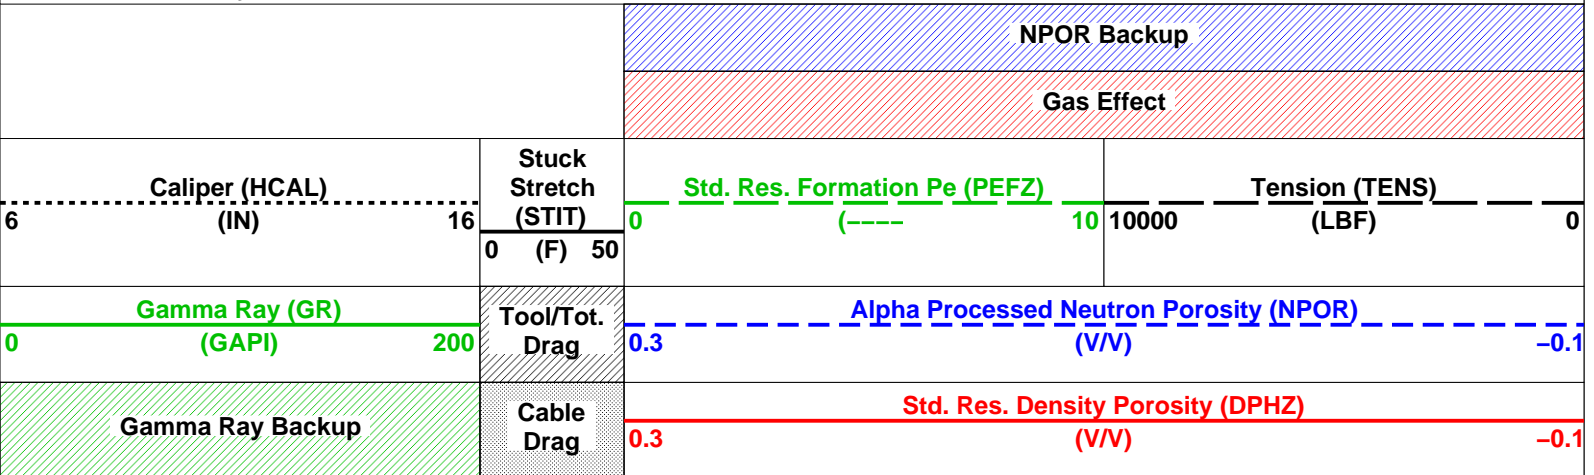 NPOR Backup
Gas Effect
Caliper (HCAL)
6 (IN) 16
Stuck
Stretch
(STIT)
0 (F) 50
Std. Res. Formation Pe (PEFZ)
0 (−−−− 10
Tension (TENS)
10000 (LBF) 0
Gamma Ray (GR)
0 (GAPI) 200
Tool/Tot.
Drag
Alpha Processed Neutron Porosity (NPOR)
0.3 (V/V) −0.1
Gamma Ray Backup
Cable
Drag
Std. Res. Density Porosity (DPHZ)
0.3 (V/V) −0.1